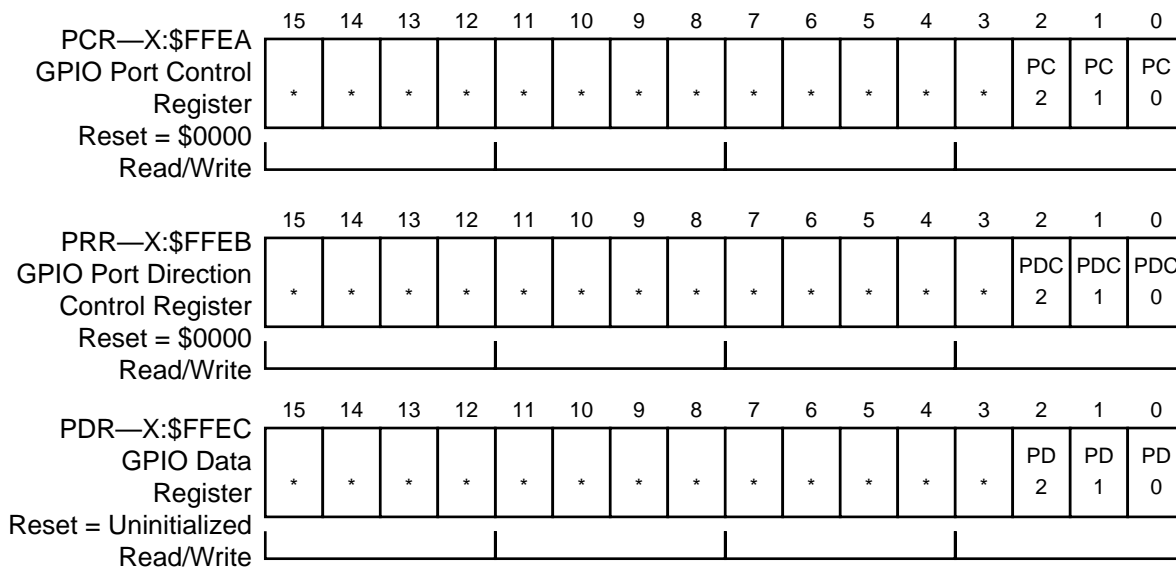 15 14 13 12 11 10 9 8 7 6 5 4 3 2 1 0
PCR—X:$FFEA
GPIO Port Control
Register
Reset = $0000
Read/Write
* * * * * * * * * * * * * PC 2 PC 1 PC 0
15 14 13 12 11 10 9 8 7 6 5 4 3 2 1 0
PRR—X:$FFEB
GPIO Port Direction
Control Register
Reset = $0000
Read/Write
* * * * * * * * * * * * * PDC 2 PDC 1 PDC 0
15 14 13 12 11 10 9 8 7 6 5 4 3 2 1 0
PDR—X:$FFEC
GPIO Data
Register
Reset = Uninitialized
Read/Write
* * * * * * * * * * * * * PD 2 PD 1 PD 0